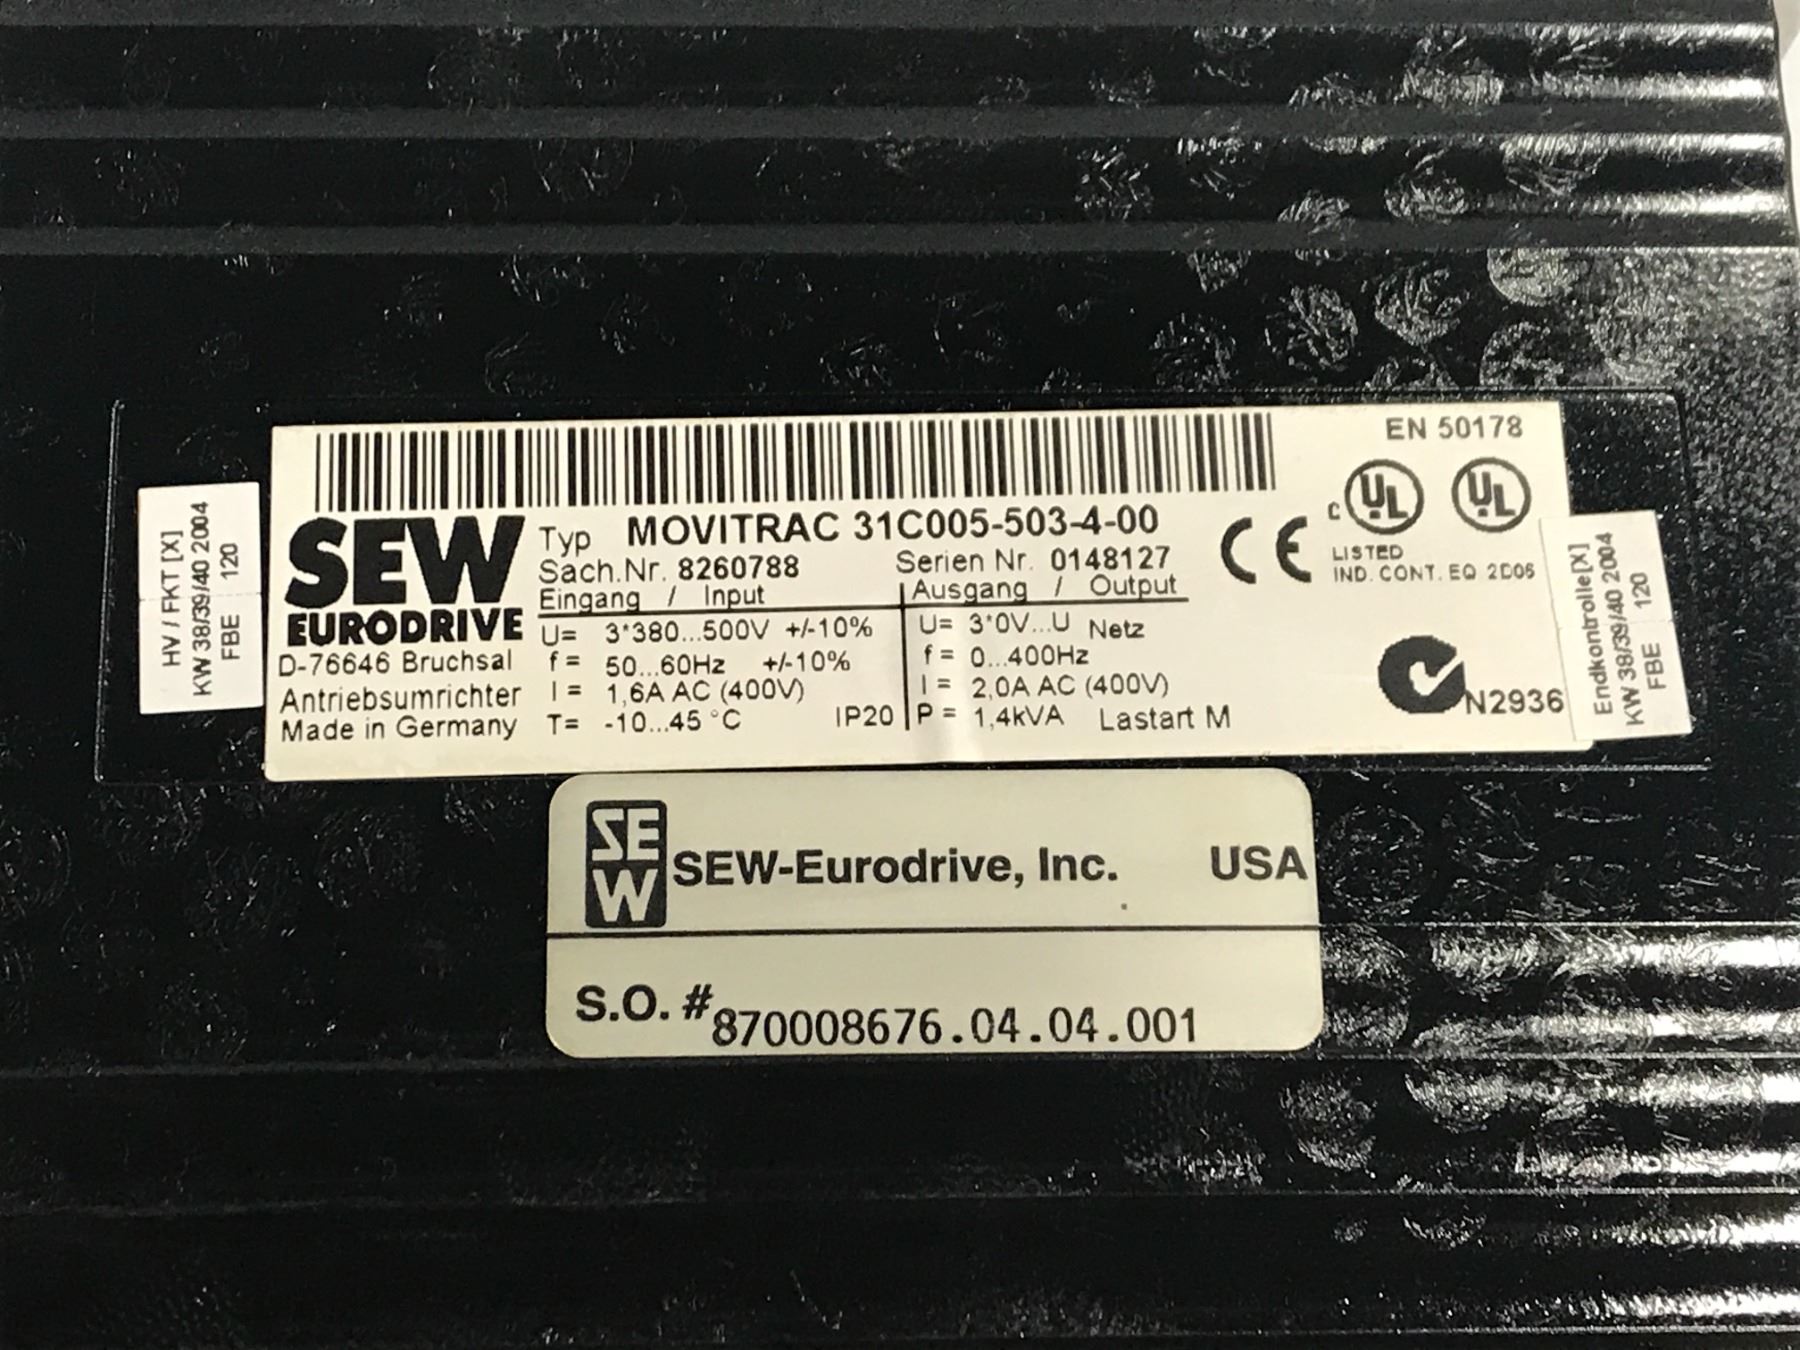 EN 50178
SEW
EURODRIVE
D-76646 Bruchsal
Antriebsumrichter
Made in Germany
Typ MOVITRAC 31C005-503-4-00
Sach.Nr. 8260788 Serien Nr. 0148127
Eingang / Input Ausgang / Output
U= 3*380...500V +/-10% U= 3*0V...U Netz
f= 50...60Hz +/-10% f= 0...400Hz
I= 1,6A AC (400V) I= 2,0A AC (400V)
T= -10...45 °C IP20 P= 1,4kVA Lastart M
CE
C UL UL
LISTED
IND. CONT. EQ 2D06
N2936
HV / FKT [X]
KW 38/39/40 2004
FBE 120
Endkontrolle[X]
KW 38/39/40 2004
FBE 120
SE
W
SEW-Eurodrive, Inc. USA
S.O. # 870008676.04.04.001